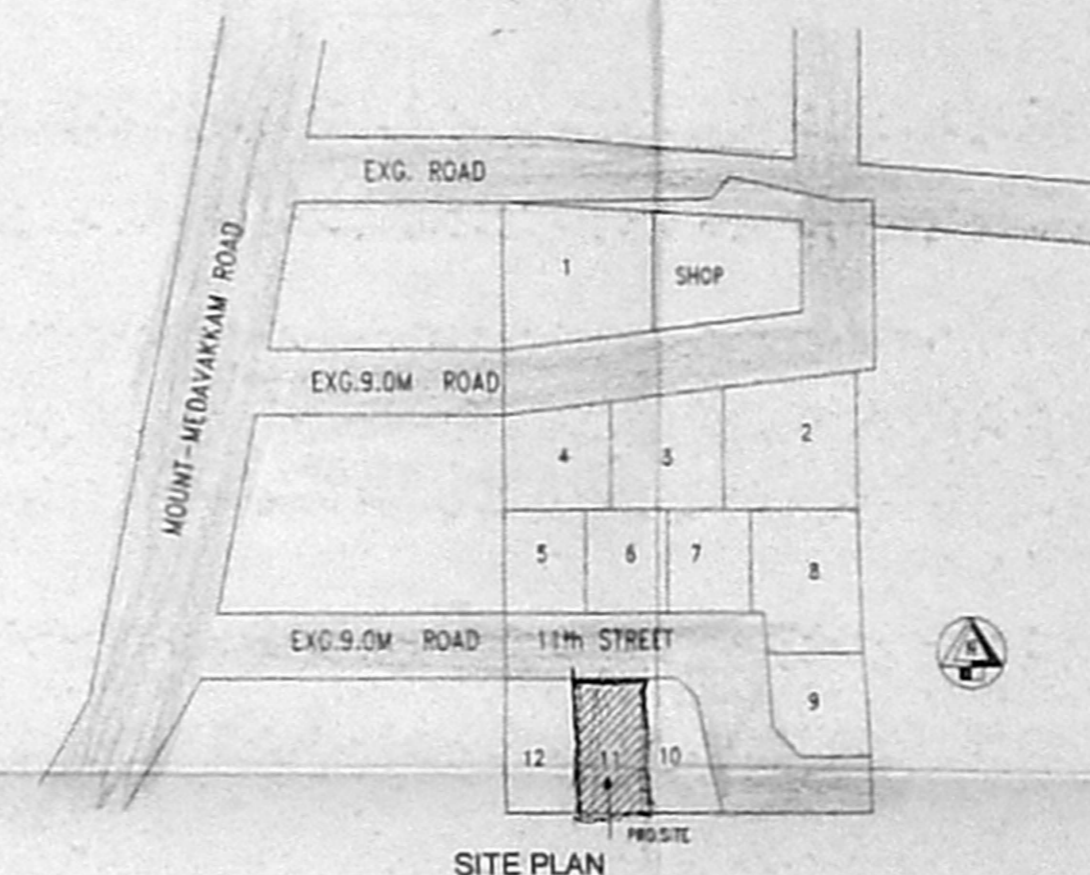 EXG. ROAD
MOUNT-MEDAVAKKAM ROAD
1
SHOP
EXG.9.0M ROAD
2
4
3
5
6
7
8
EXG.9.0M ROAD 11th STREET
N
9
12
11
10
PRO.SITE
SITE PLAN